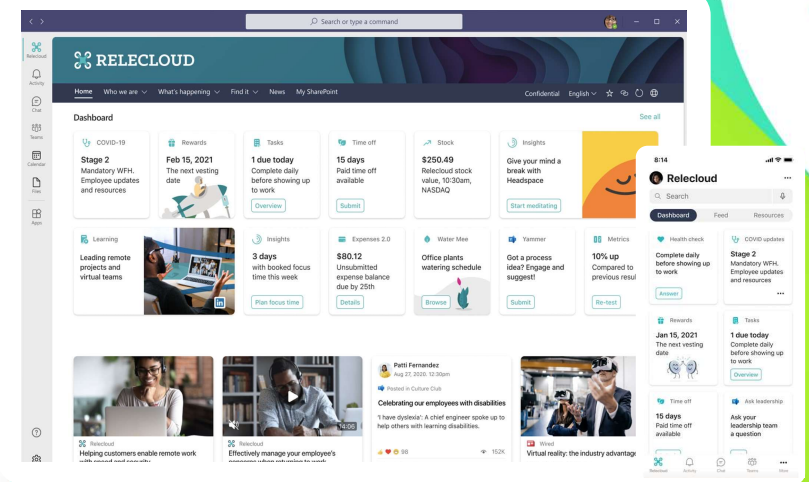 Search or type a command
Relecloud
Activity
Chat
Teams
Calendar
Files
Apps
RELECLOUD
Home Who we are What's happening Find it News My SharePoint Confidential English
Dashboard See all
COVID-19
Stage 2
Mandatory WFH.
Employee updates
and resources
Rewards
Feb 15, 2021
The next vesting
date
Tasks
1 due today
Complete daily
before showing up
to work
Overview
Time off
15 days
Paid time off
available
Submit
Stock
$250.49
Relecloud stock
value, 10:30am,
NASDAQ
Insights
Give your mind a
break with
Headspace
Start meditating
Learning
Leading remote
projects and
virtual teams
in
Insights
3 days
with booked focus
time this week
Plan focus time
Expenses 2.0
$80.12
Unsubmitted
expense balance
due by 25th
Details
Water Mee
Office plants
watering schedule
Browse
Yammer
Got a process
idea? Engage and
suggest!
Submit
Metrics
10% up
Compared to
previous resul
Re-test
Relecloud
Helping customers enable remote work
with speed and security
14:06
Relecloud
Effectively manage your employee's
concerns when returning to work
Patti Fernandez
Aug 27, 2020. 12:30pm
Posted in Culture Club
Celebrating our employees with disabilities
'I have dyslexia': A chief engineer spoke up to
help others with learning disabilities.
36 152K
Wired
Virtual reality: the industry advantage
8:14
Relecloud
Search
Dashboard Feed Resources
Health check
Complete daily
before showing up
to work
Answer
COVID updates
Stage 2
Mandatory WFH.
Employee updates
and resources
Rewards
Jan 15, 2021
The next vesting
date
Tasks
1 due today
Complete daily
before showing up
to work
Overview
Time off
15 days
Paid time off
available
Ask leadership
Ask your
leadership team
a question
Relecloud Activity Chat Teams More